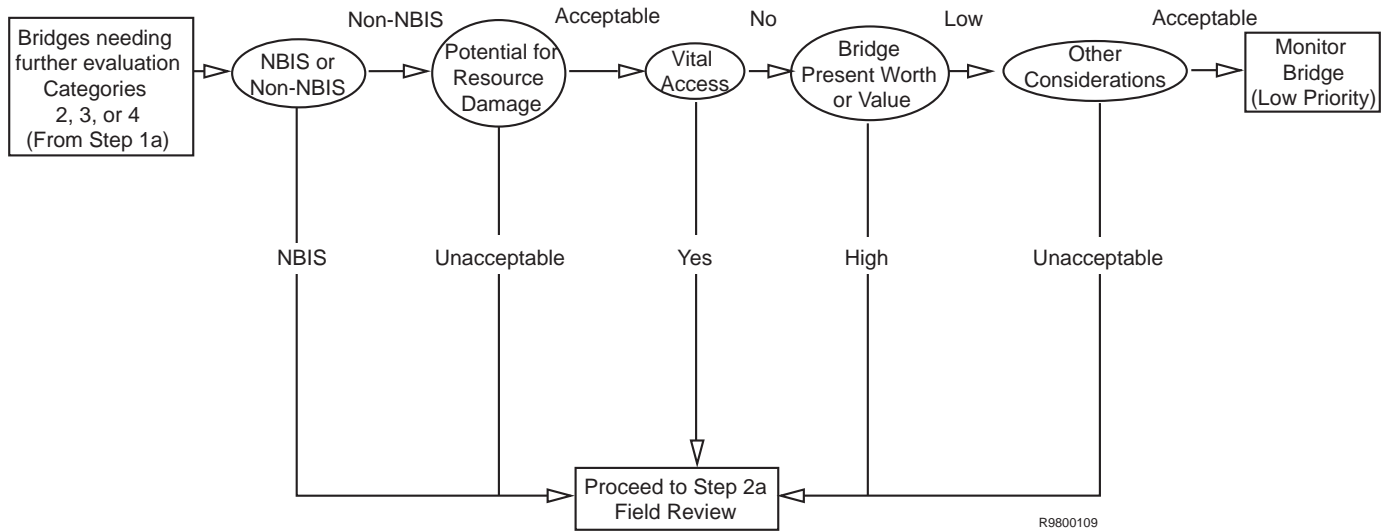 Bridges needing
further evaluation
Categories
2, 3, or 4
(From Step 1a)
NBIS or
Non-NBIS
Non-NBIS
Potential for
Resource
Damage
Acceptable
Vital
Access
No
Bridge
Present Worth
or Value
Low
Other
Considerations
Acceptable
Monitor
Bridge
(Low Priority)
NBIS
Unacceptable
Yes
High
Unacceptable
Proceed to Step 2a
Field Review
R9800109